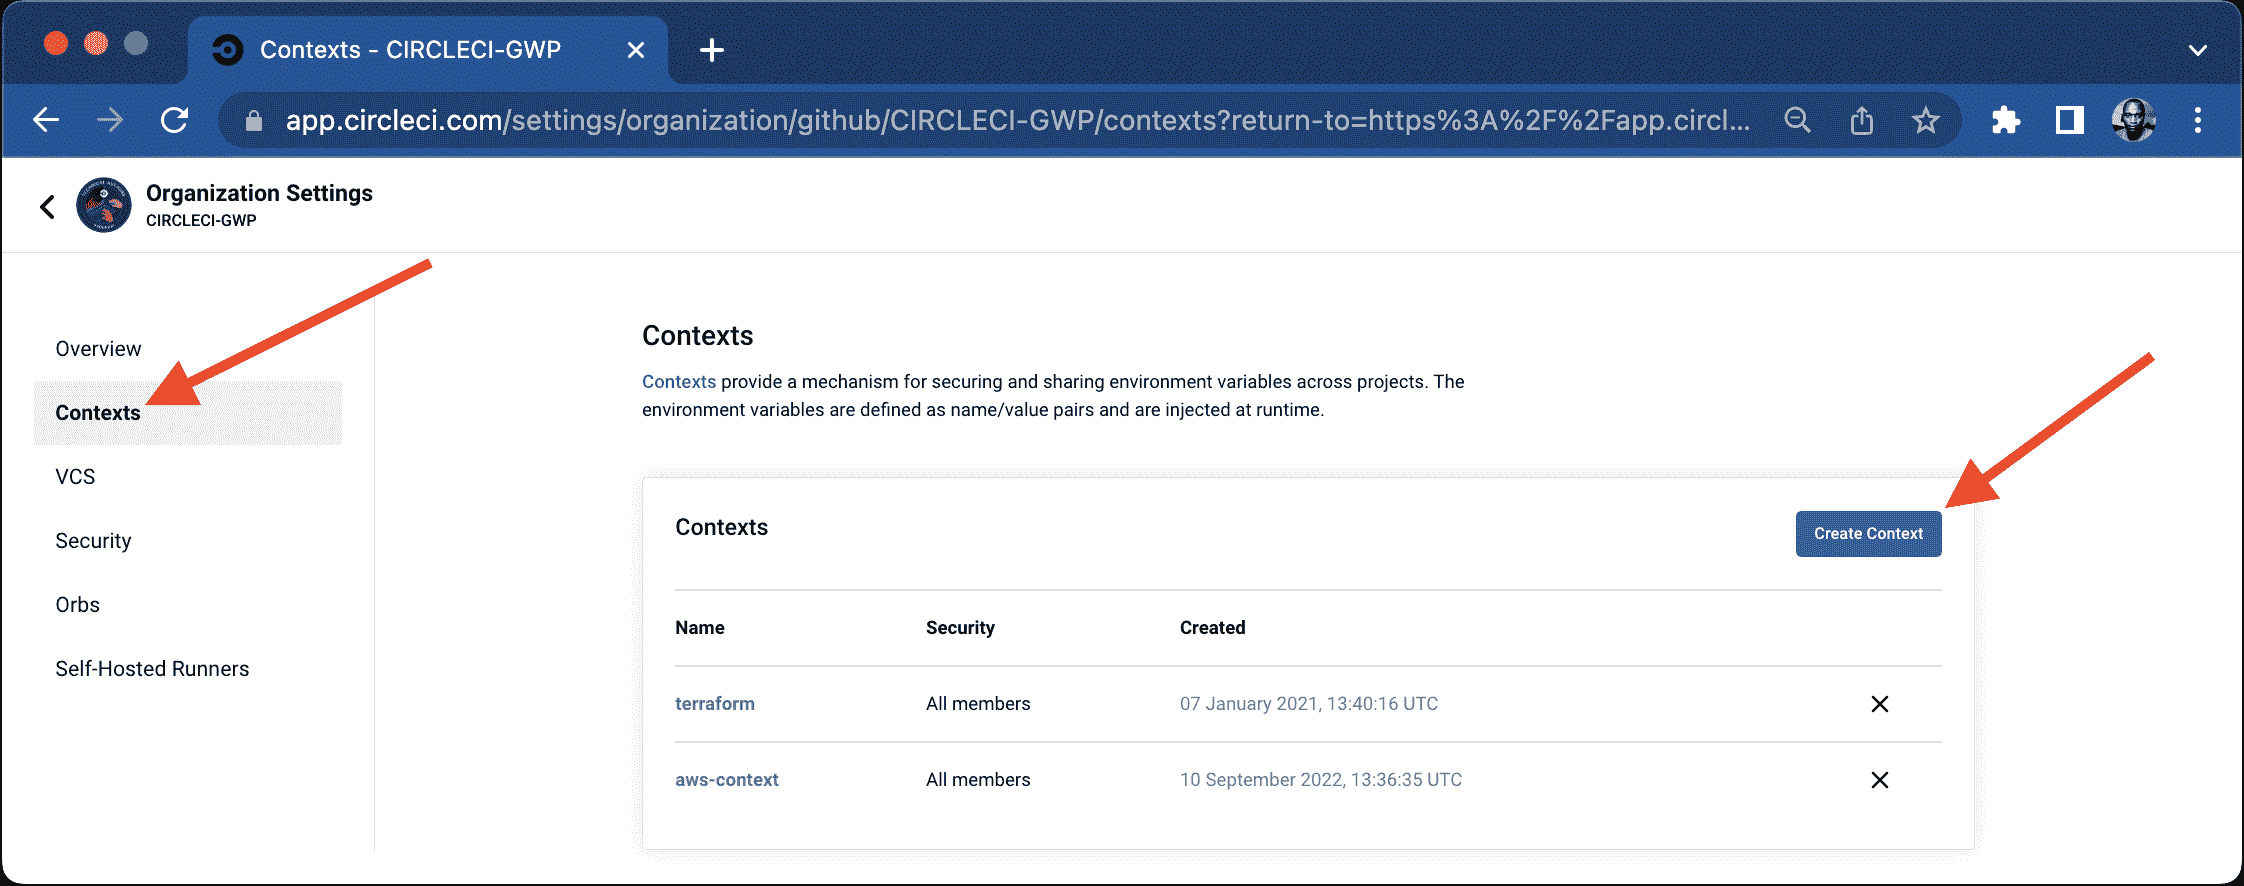 Contexts - CIRCLECI-GWP
app.circleci.com/settings/organization/github/CIRCLECI-GWP/contexts?return-to=https%3A%2F%2Fapp.circl...
Organization Settings
CIRCLECI-GWP
Overview
Contexts
VCS
Security
Orbs
Self-Hosted Runners
Contexts
Contexts provide a mechanism for securing and sharing environment variables across projects. The
environment variables are defined as name/value pairs and are injected at runtime.
Contexts
Create Context
Name Security Created
terraform All members 07 January 2021, 13:40:16 UTC
aws-context All members 10 September 2022, 13:36:35 UTC